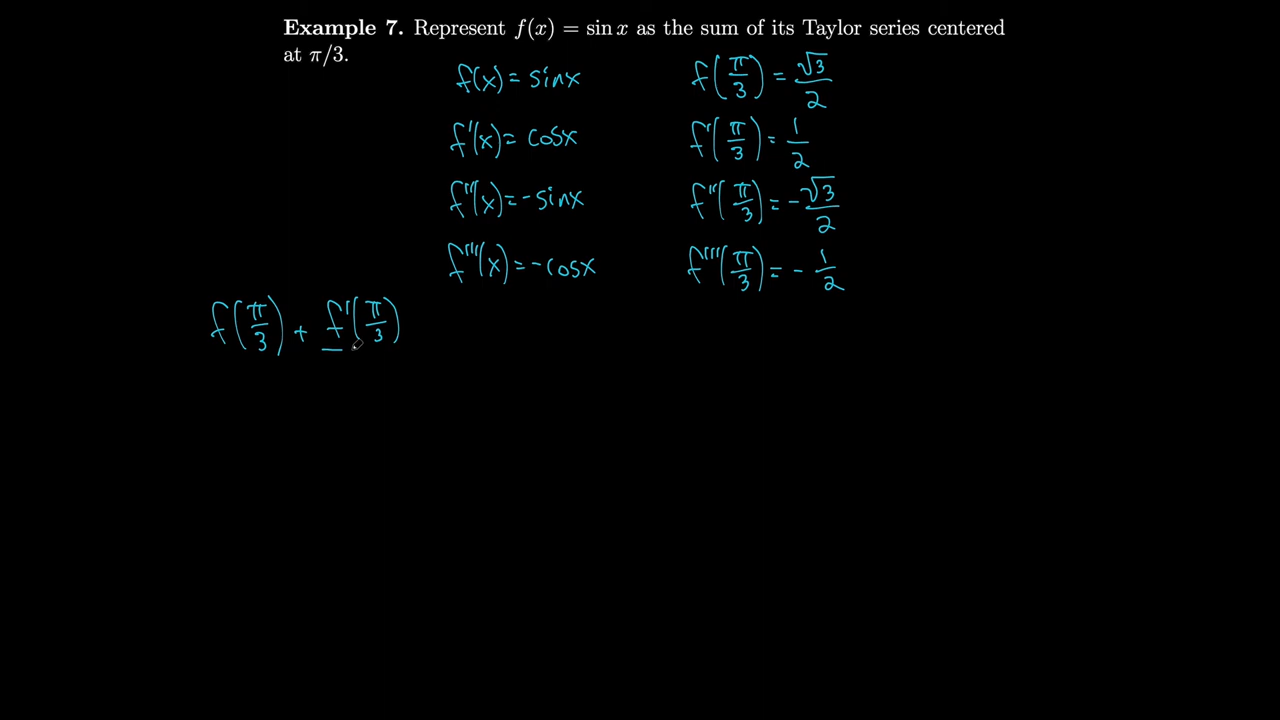 Example 7. Represent f(x) = sin x as the sum of its Taylor series centered
at π/3.
f(x) = sinx f(π/3) = √3/2
f'(x) = cosx f'(π/3) = 1/2
f''(x) = -sinx f''(π/3) = -√3/2
f'''(x) = -cosx f'''(π/3) = -1/2
f(π/3) + f'(π/3)